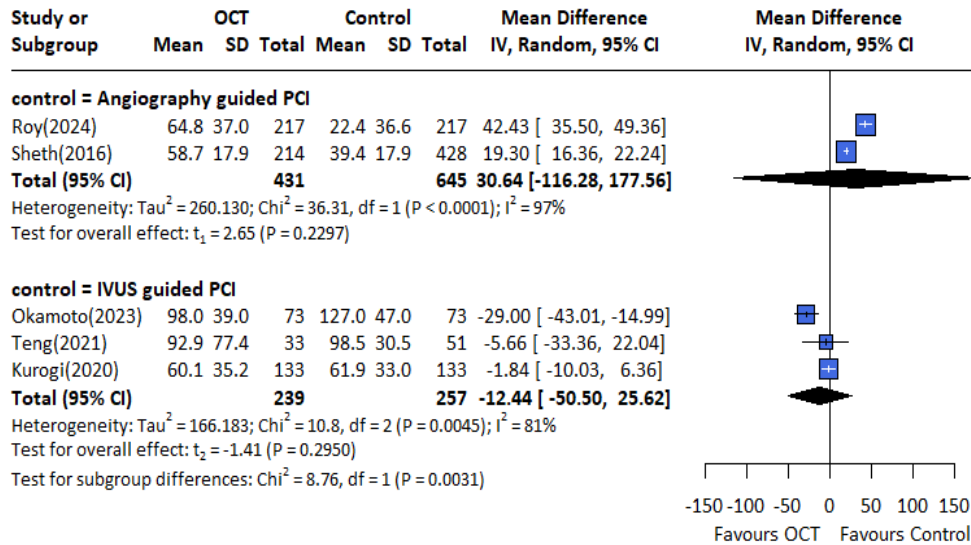 Study or OCT Control Mean Difference Mean Difference
Subgroup Mean SD Total Mean SD Total IV, Random, 95% CI IV, Random, 95% CI
control = Angiography guided PCI
Roy(2024) 64.8 37.0 217 22.4 36.6 217 42.43 [ 35.50, 49.36]
Sheth(2016) 58.7 17.9 214 39.4 17.9 428 19.30 [ 16.36, 22.24]
Total (95% CI) 431 645 30.64 [-116.28, 177.56]
Heterogeneity: Tau² = 260.130; Chi² = 36.31, df = 1 (P < 0.0001); I² = 97%
Test for overall effect: t₁ = 2.65 (P = 0.2297)
control = IVUS guided PCI
Okamoto(2023) 98.0 39.0 73 127.0 47.0 73 -29.00 [ -43.01, -14.99]
Teng(2021) 92.9 77.4 33 98.5 30.5 51 -5.66 [ -33.36, 22.04]
Kurogi(2020) 60.1 35.2 133 61.9 33.0 133 -1.84 [ -10.03, 6.36]
Total (95% CI) 239 257 -12.44 [ -50.50, 25.62]
Heterogeneity: Tau² = 166.183; Chi² = 10.8, df = 2 (P = 0.0045); I² = 81%
Test for overall effect: t₂ = -1.41 (P = 0.2950)
Test for subgroup differences: Chi² = 8.76, df = 1 (P = 0.0031)
-150 -100 -50 0 50 100 150
Favours OCT Favours Control